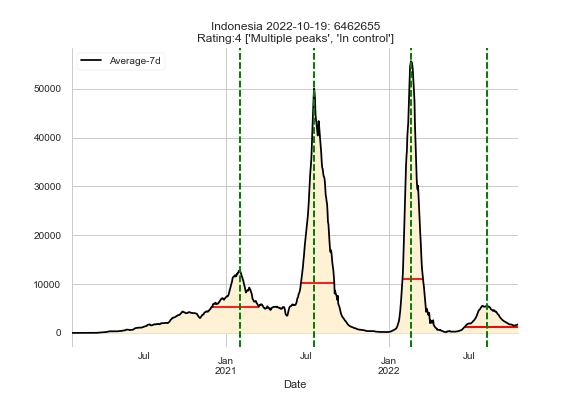 Indonesia 2022-10-19: 6462655
Rating:4 ['Multiple peaks', 'In control']
Average-7d
50000
40000
30000
20000
10000
0
Jul
Jan
2021
Jul
Jan
2022
Jul
Date